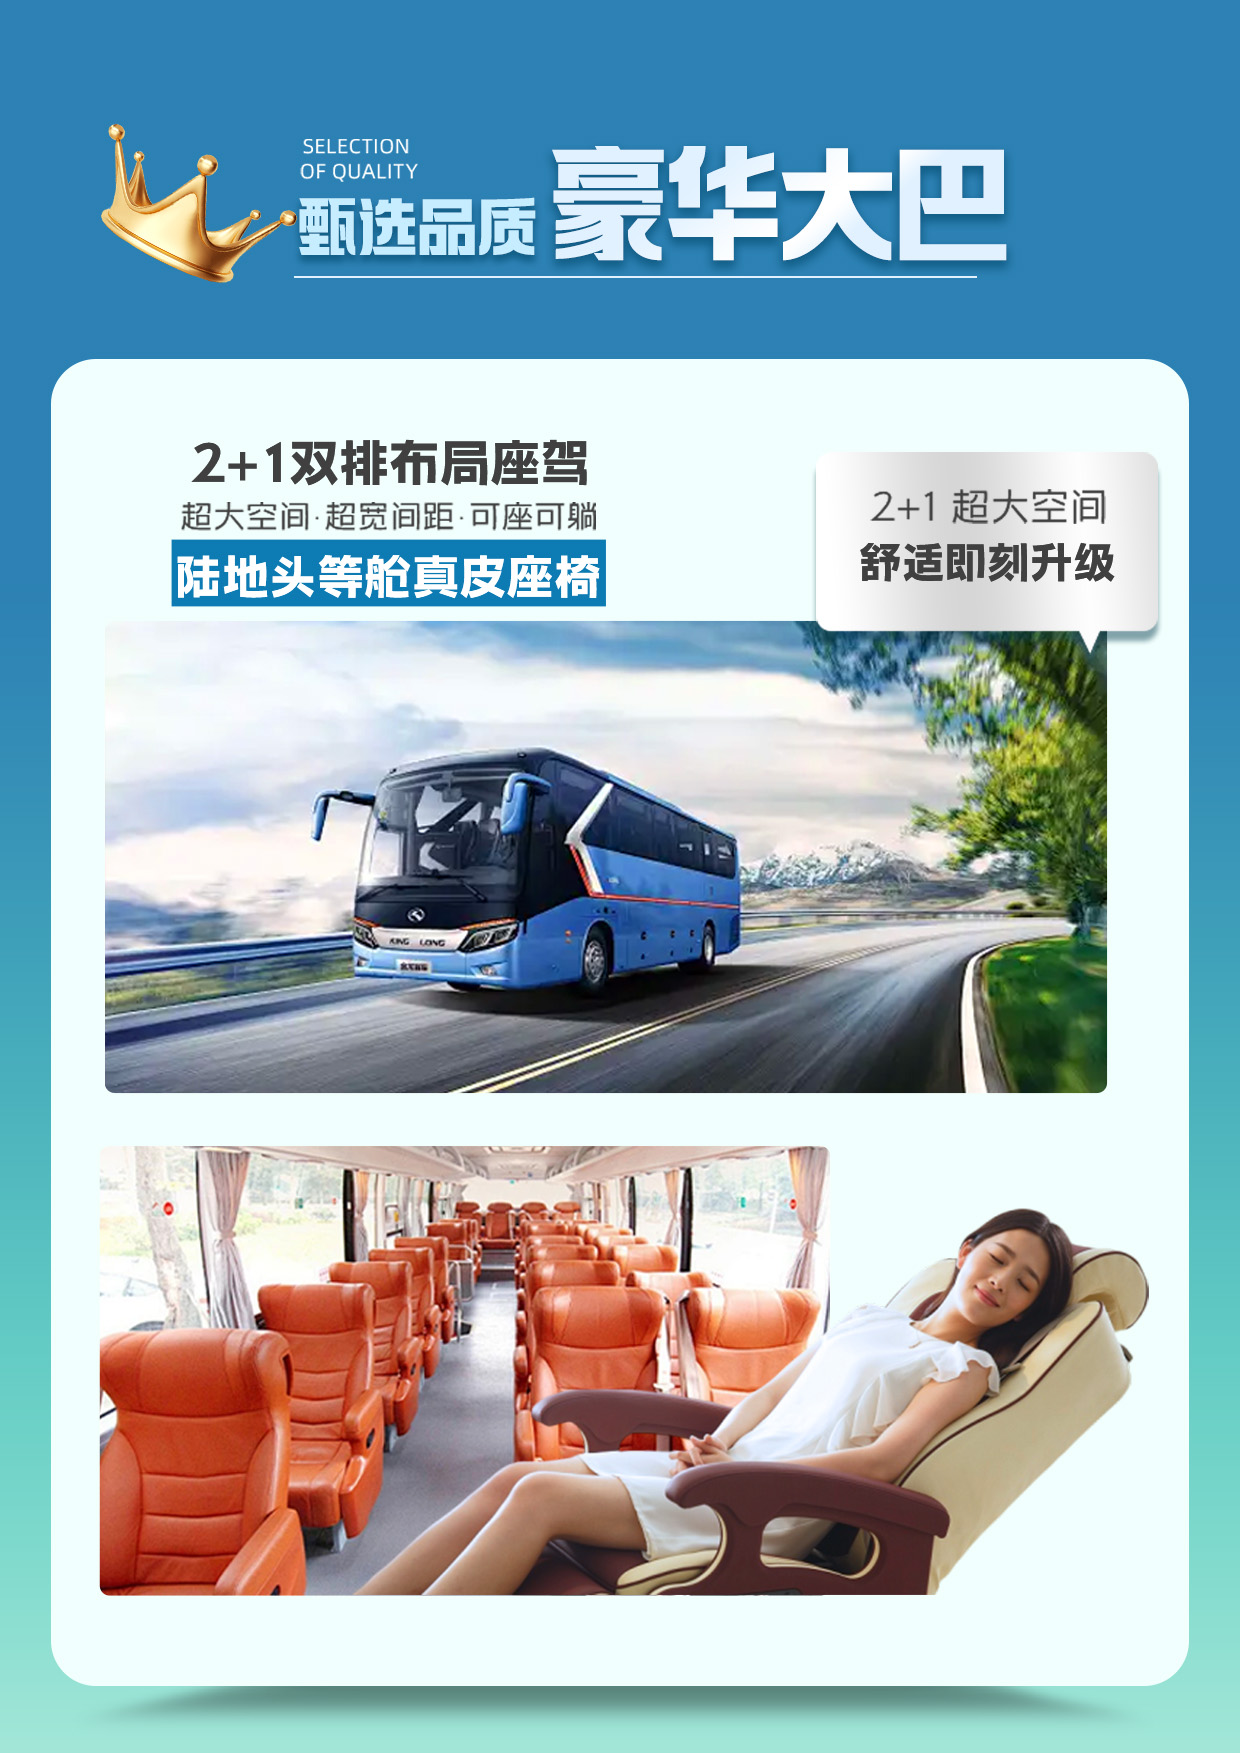 SELECTION
OF QUALITY
甄选品质 豪华大巴
2+1双排布局座驾
超大空间·超宽间距·可座可躺
陆地头等舱真皮座椅
2+1 超大空间
舒适即刻升级
KING LONG